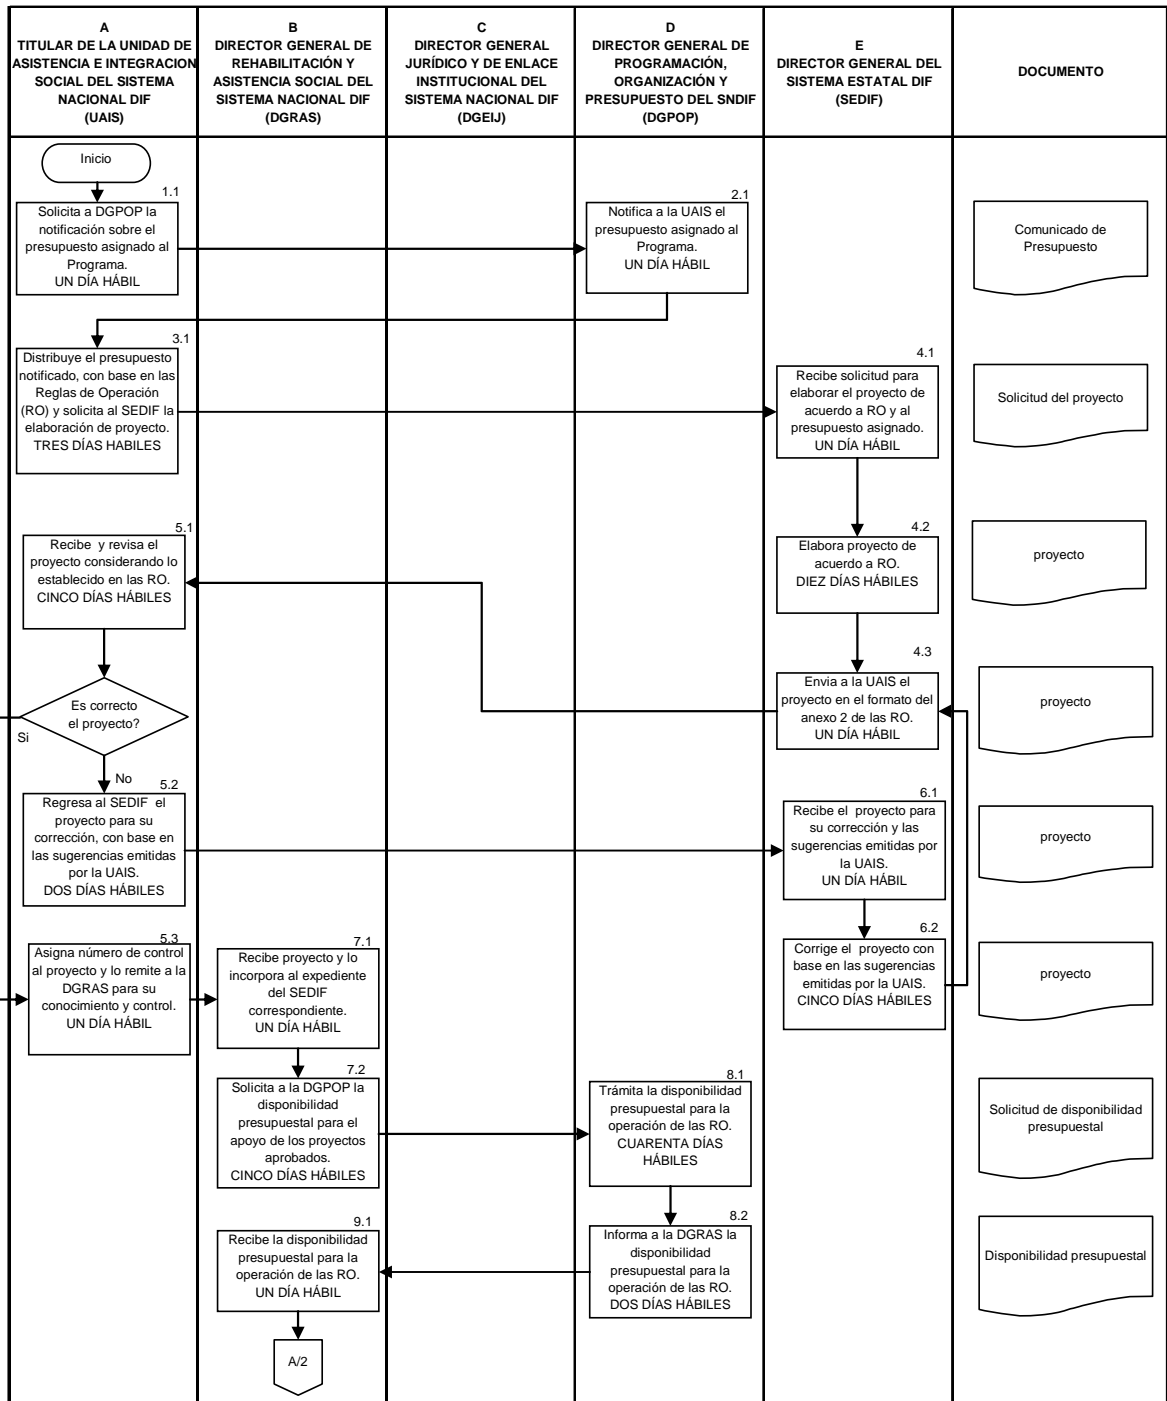 A
TITULAR DE LA UNIDAD DE
ASISTENCIA E INTEGRACION
SOCIAL DEL SISTEMA
NACIONAL DIF
(UAIS)
B
DIRECTOR GENERAL DE
REHABILITACIÓN Y
ASISTENCIA SOCIAL DEL
SISTEMA NACIONAL DIF
(DGRAS)
C
DIRECTOR GENERAL
JURÍDICO Y DE ENLACE
INSTITUCIONAL DEL
SISTEMA NACIONAL DIF
(DGEIJ)
D
DIRECTOR GENERAL DE
PROGRAMACIÓN,
ORGANIZACIÓN Y
PRESUPUESTO DEL SNDIF
(DGPOP)
E
DIRECTOR GENERAL DEL
SISTEMA ESTATAL DIF
(SEDIF)
DOCUMENTO
Inicio
1.1
Solicita a DGPOP la
notificación sobre el
presupuesto asignado al
Programa.
UN DÍA HÁBIL
2.1
Notifica a la UAIS el
presupuesto asignado al
Programa.
UN DÍA HÁBIL
Comunicado de
Presupuesto
3.1
Distribuye el presupuesto
notificado, con base en las
Reglas de Operación
(RO) y solicita al SEDIF la
elaboración de proyecto.
TRES DÍAS HABILES
4.1
Recibe solicitud para
elaborar el proyecto de
acuerdo a RO y al
presupuesto asignado.
UN DÍA HÁBIL
Solicitud del proyecto
5.1
Recibe y revisa el
proyecto considerando lo
establecido en las RO.
CINCO DÍAS HÁBILES
4.2
Elabora proyecto de
acuerdo a RO.
DIEZ DÍAS HÁBILES
proyecto
Es correcto
el proyecto?
Si
No
4.3
Envia a la UAIS el
proyecto en el formato del
anexo 2 de las RO.
UN DÍA HÁBIL
proyecto
5.2
Regresa al SEDIF el
proyecto para su
corrección, con base en
las sugerencias emitidas
por la UAIS.
DOS DÍAS HÁBILES
6.1
Recibe el proyecto para
su corrección y las
sugerencias emitidas por
la UAIS.
UN DÍA HÁBIL
proyecto
5.3
Asigna número de control
al proyecto y lo remite a la
DGRAS para su
conocimiento y control.
UN DÍA HÁBIL
7.1
Recibe proyecto y lo
incorpora al expediente
del SEDIF
correspondiente.
UN DÍA HÁBIL
6.2
Corrige el proyecto con
base en las sugerencias
emitidas por la UAIS.
CINCO DÍAS HÁBILES
proyecto
7.2
Solicita a la DGPOP la
disponibilidad
presupuestal para el
apoyo de los proyectos
aprobados.
CINCO DÍAS HÁBILES
8.1
Trámita la disponibilidad
presupuestal para la
operación de las RO.
CUARENTA DÍAS
HÁBILES
Solicitud de disponibilidad
presupuestal
9.1
Recibe la disponibilidad
presupuestal para la
operación de las RO.
UN DÍA HÁBIL
8.2
Informa a la DGRAS la
disponibilidad
presupuestal para la
operación de las RO.
DOS DÍAS HÁBILES
Disponibilidad presupuestal
A/2